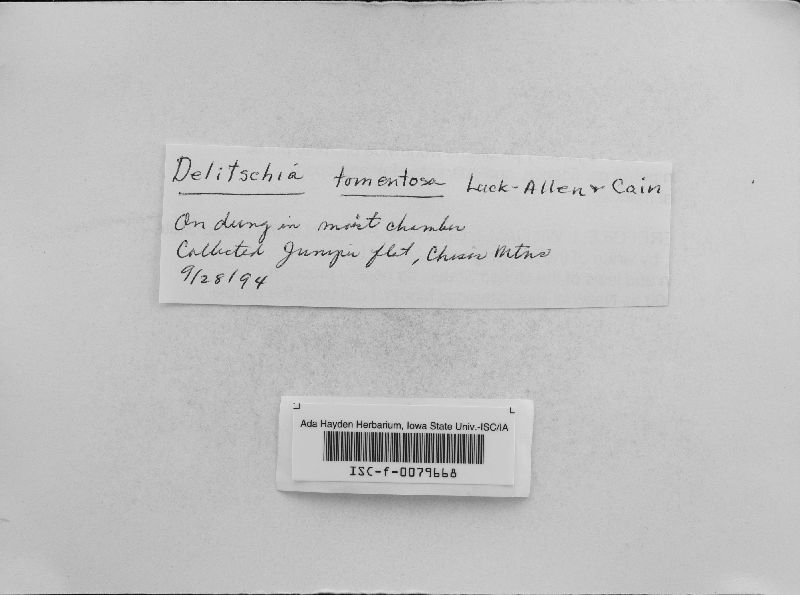 Delitschia tomentosa Luck-Allen & Cain
On dung in moist chamber
Collected Juniper flat, Chisos Mtns
9/28/94
Ada Hayden Herbarium, Iowa State Univ.-ISC/IA
ISC-f-0079668